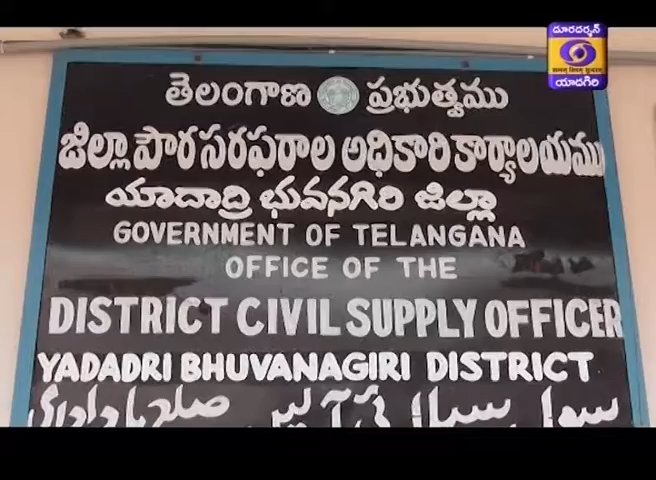 దూరదర్శన్
యాదగిరి
తెలంగాణ ప్రభుత్వము
జిల్లా పౌర సరఫరాల అధికారి కార్యాలయము
యాదాద్రి భువనగిరి జిల్లా
GOVERNMENT OF TELANGANA
OFFICE OF THE
DISTRICT CIVIL SUPPLY OFFICER
YADADRI BHUVANAGIRI DISTRICT